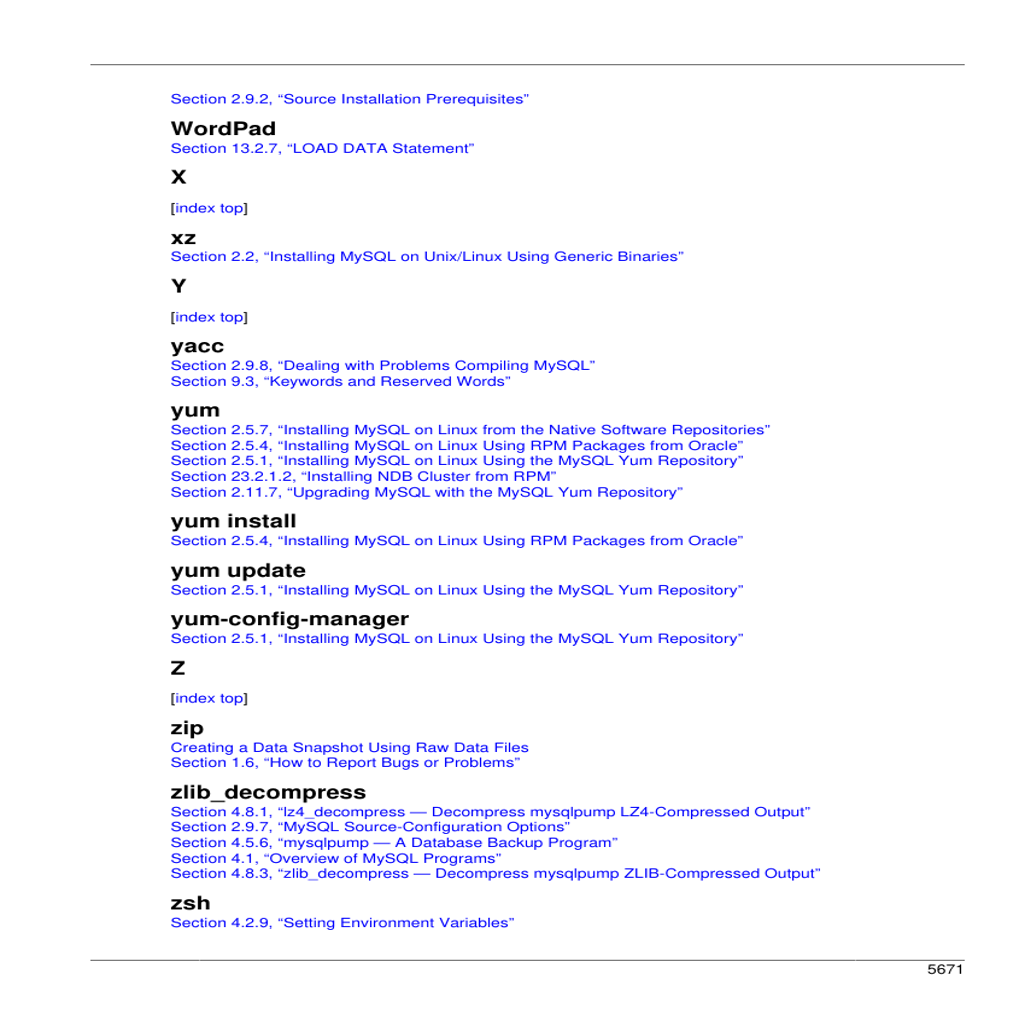 Section 2.9.2, “Source Installation Prerequisites”
WordPad
Section 13.2.7, “LOAD DATA Statement”
X
[index top]
xz
Section 2.2, “Installing MySQL on Unix/Linux Using Generic Binaries”
Y
[index top]
yacc
Section 2.9.8, “Dealing with Problems Compiling MySQL”
Section 9.3, “Keywords and Reserved Words”
yum
Section 2.5.7, “Installing MySQL on Linux from the Native Software Repositories”
Section 2.5.4, “Installing MySQL on Linux Using RPM Packages from Oracle”
Section 2.5.1, “Installing MySQL on Linux Using the MySQL Yum Repository”
Section 23.2.1.2, “Installing NDB Cluster from RPM”
Section 2.11.7, “Upgrading MySQL with the MySQL Yum Repository”
yum install
Section 2.5.4, “Installing MySQL on Linux Using RPM Packages from Oracle”
yum update
Section 2.5.1, “Installing MySQL on Linux Using the MySQL Yum Repository”
yum-config-manager
Section 2.5.1, “Installing MySQL on Linux Using the MySQL Yum Repository”
Z
[index top]
zip
Creating a Data Snapshot Using Raw Data Files
Section 1.6, “How to Report Bugs or Problems”
zlib_decompress
Section 4.8.1, “lz4_decompress — Decompress mysqlpump LZ4-Compressed Output”
Section 2.9.7, “MySQL Source-Configuration Options”
Section 4.5.6, “mysqlpump — A Database Backup Program”
Section 4.1, “Overview of MySQL Programs”
Section 4.8.3, “zlib_decompress — Decompress mysqlpump ZLIB-Compressed Output”
zsh
Section 4.2.9, “Setting Environment Variables”
5671